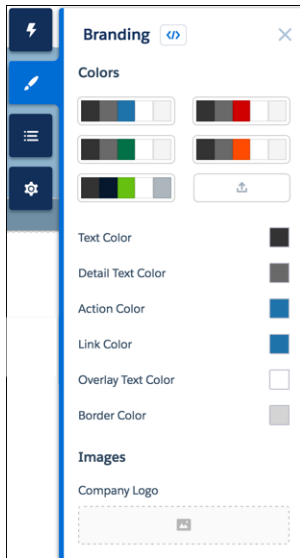 Branding </>
Colors
Text Color
Detail Text Color
Action Color
Link Color
Overlay Text Color
Border Color
Images
Company Logo